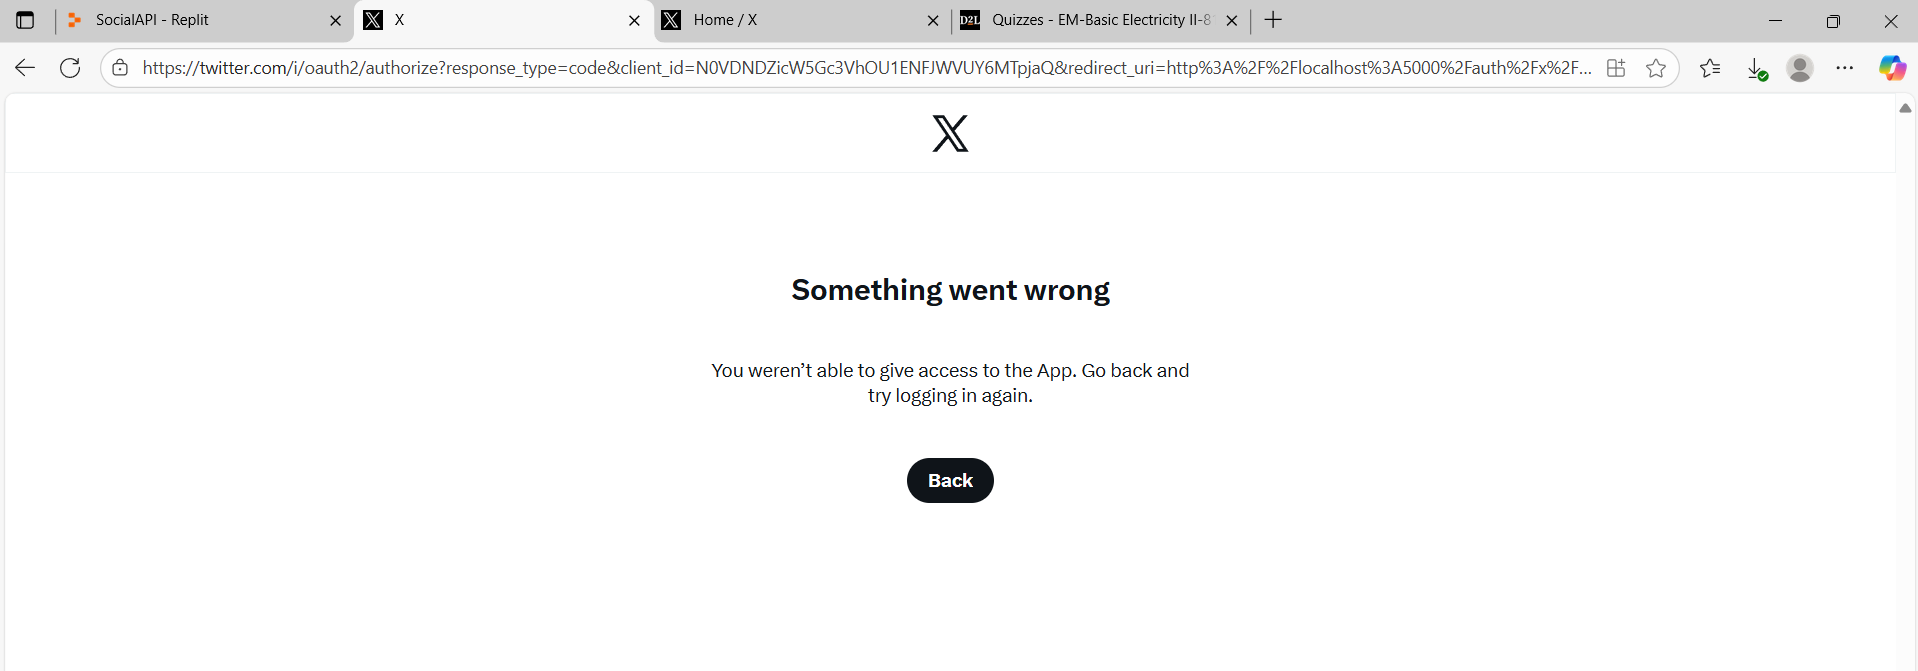 SocialAPI - Replit
X
Home / X
D2L
Quizzes - EM-Basic Electricity II-8
https://twitter.com/i/oauth2/authorize?response_type=code&client_id=N0VDNDZicW5Gc3VhOU1ENFJWVUY6MTpjaQ&redirect_uri=http%3A%2F%2Flocalhost%3A5000%2Fauth%2Fx%2F...
Something went wrong
You weren’t able to give access to the App. Go back and
try logging in again.
Back